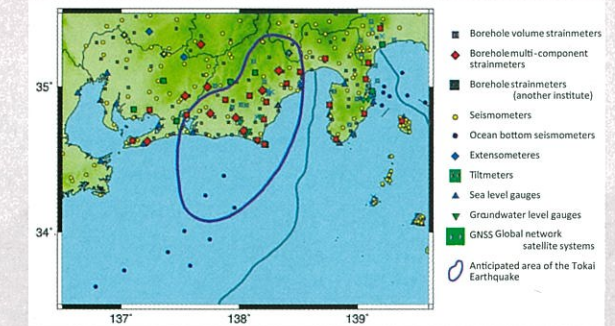 35°
34°
137°
138°
139°
Borehole volume strainmeters
Borehole multi-component
strainmeters
Borehole strainmeters
(another institute)
Seismometers
Ocean bottom seismometers
Extensometeres
Tiltmeters
Sea level gauges
Groundwater level gauges
GNSS Global network
satellite systems
Anticipated area of the Tokai
Earthquake